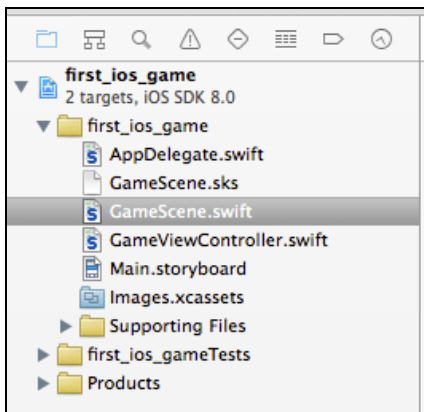 first_ios_game
2 targets, iOS SDK 8.0
first_ios_game
AppDelegate.swift
GameScene.sks
GameScene.swift
GameViewController.swift
Main.storyboard
Images.xcassets
Supporting Files
first_ios_gameTests
Products